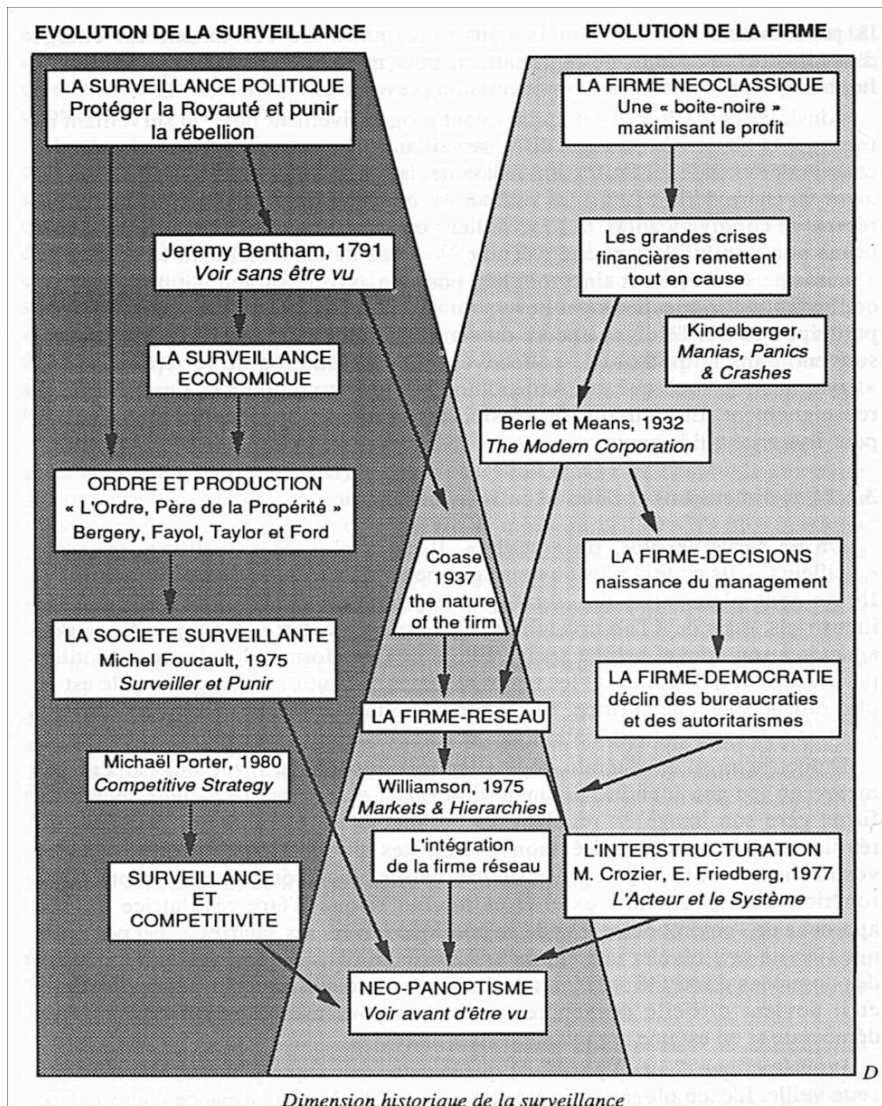 EVOLUTION DE LA SURVEILLANCE
EVOLUTION DE LA FIRME
LA SURVEILLANCE POLITIQUE
Protéger la Royauté et punir
la rébellion
LA FIRME NEOCLASSIQUE
Une « boite-noire »
maximisant le profit
Jeremy Bentham, 1791
Voir sans être vu
Les grandes crises
financières remettent
tout en cause
Kindelberger,
Manias, Panics
& Crashes
LA SURVEILLANCE
ECONOMIQUE
Berle et Means, 1932
The Modern Corporation
ORDRE ET PRODUCTION
« L'Ordre, Père de la Propérité »
Bergery, Fayol, Taylor et Ford
Coase
1937
the nature
of the firm
LA FIRME-DECISIONS
naissance du management
LA SOCIETE SURVEILLANTE
Michel Foucault, 1975
Surveiller et Punir
LA FIRME-DEMOCRATIE
déclin des bureaucraties
et des autoritarismes
LA FIRME-RESEAU
Michaël Porter, 1980
Competitive Strategy
Williamson, 1975
Markets & Hierarchies
L'intégration
de la firme réseau
L'INTERSTRUCTURATION
M. Crozier, E. Friedberg, 1977
L'Acteur et le Système
SURVEILLANCE
ET
COMPETITIVITE
NEO-PANOPTISME
Voir avant d'être vu
D
Dimension historique de la surveillance